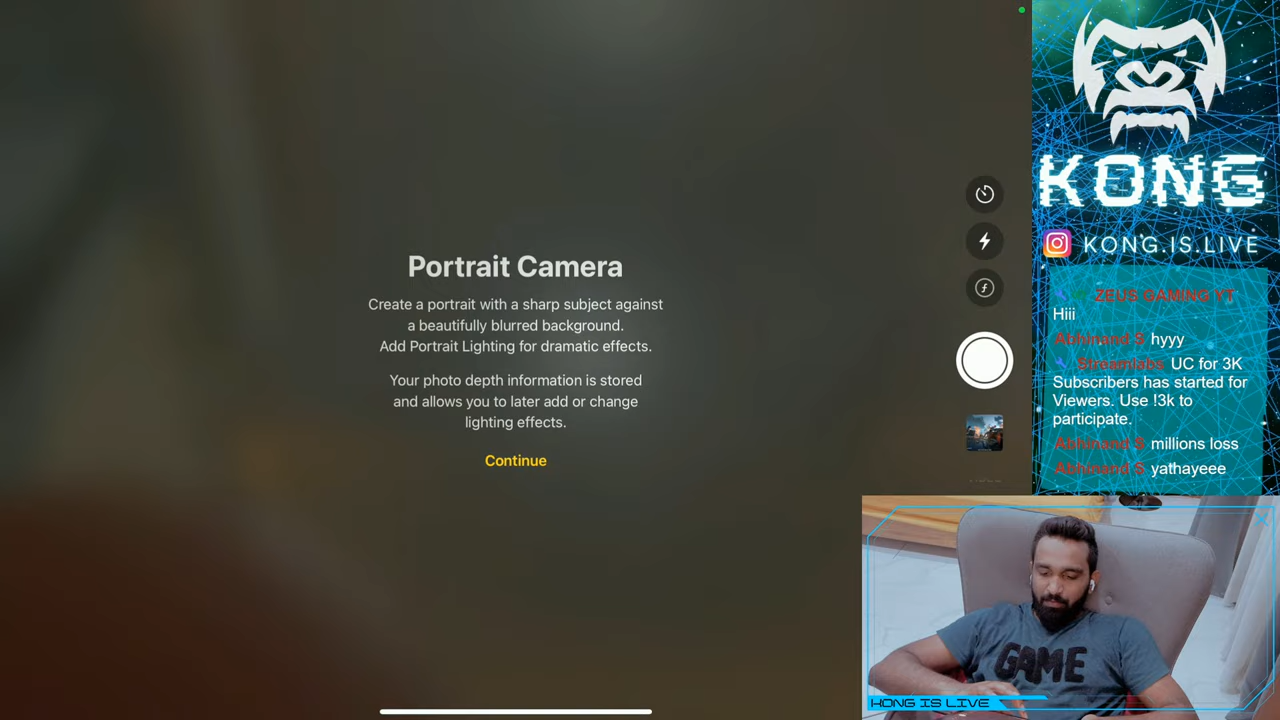 Portrait Camera
Create a portrait with a sharp subject against
a beautifully blurred background.
Add Portrait Lighting for dramatic effects.
Your photo depth information is stored
and allows you to later add or change
lighting effects.
Continue
KONG
KONG.IS.LIVE
ZEUS GAMING YT
Hiii
Abhinand S hyyy
Streamlabs UC for 3K
Subscribers has started for
Viewers. Use !3k to
participate.
Abhinand S millions loss
Abhinand S yathayeee
GAME
KONG IS LIVE